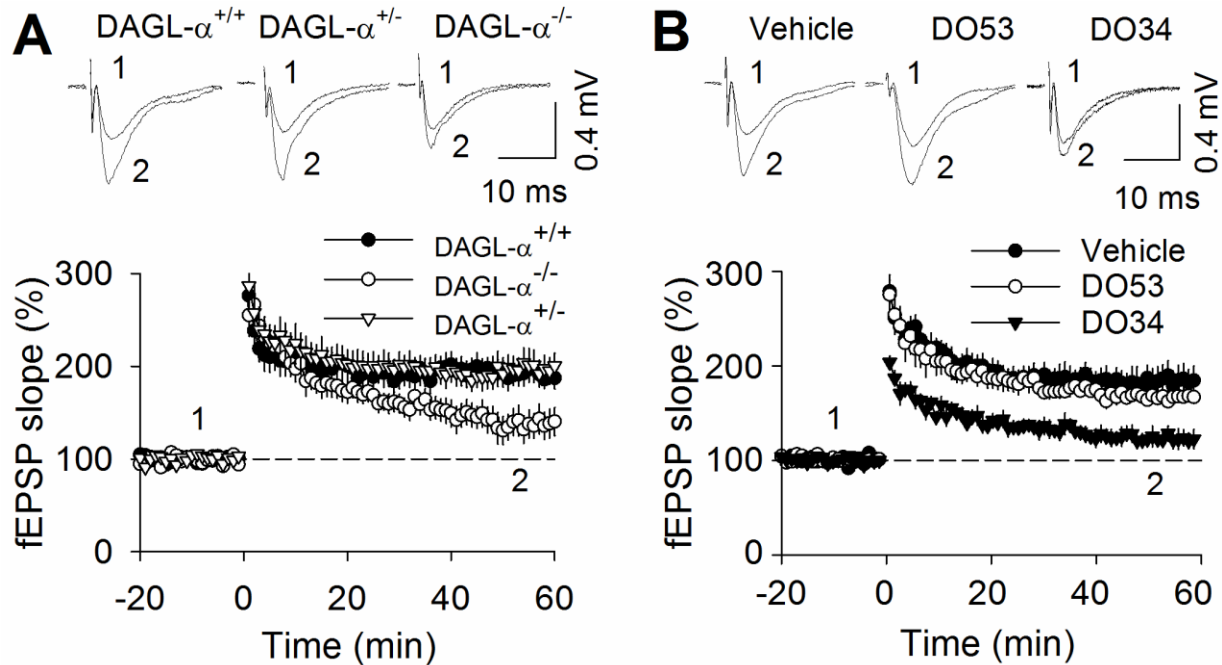 A
DAGL-α+/+ DAGL-α+/- DAGL-α-/-
1 1 1
2 2 2
0.4 mV
10 ms
DAGL-α+/+
DAGL-α-/-
DAGL-α+/-
fEPSP slope (%)
300
200
100
0
1
2
-20 0 20 40 60
Time (min)
B
Vehicle DO53 DO34
1 1 1
2 2 2
0.4 mV
10 ms
Vehicle
DO53
DO34
fEPSP slope (%)
300
200
100
0
1
2
-20 0 20 40 60
Time (min)